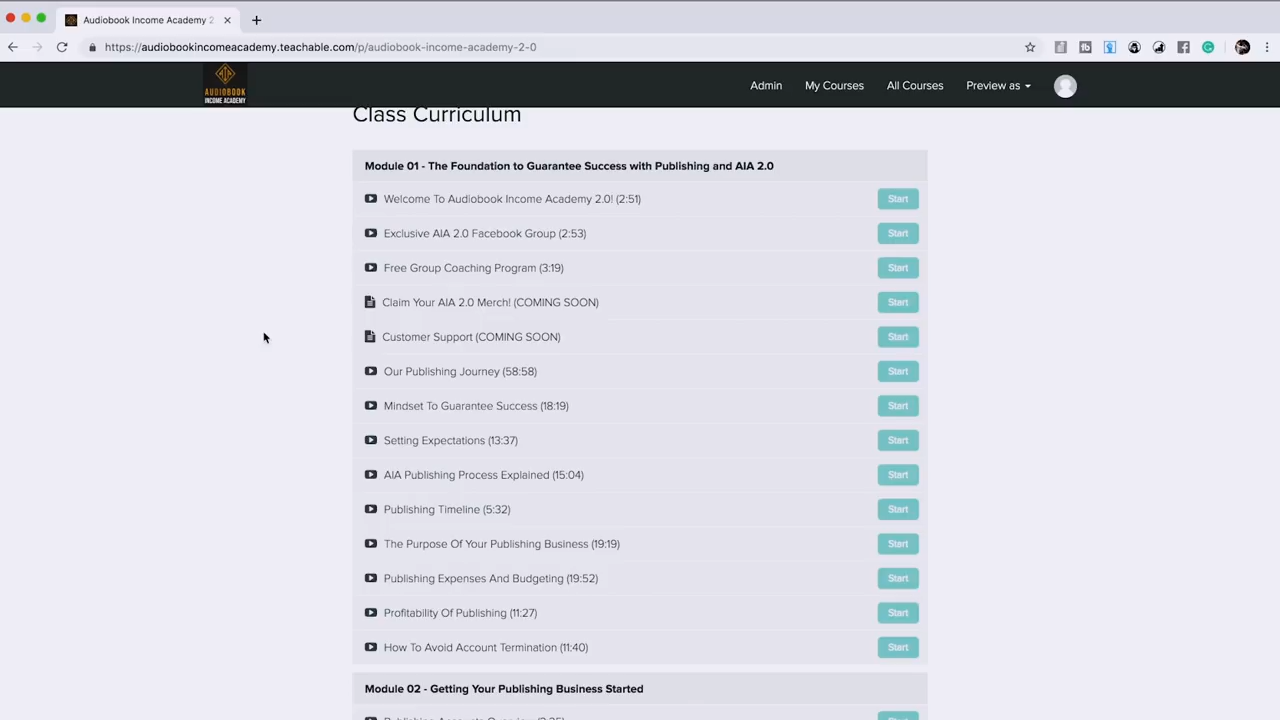 Audiobook Income Academy 2
https://audiobookincomeacademy.teachable.com/p/audiobook-income-academy-2-0
AUDIOBOOK
INCOME ACADEMY
Admin
My Courses
All Courses
Preview as
Class Curriculum
Module 01 - The Foundation to Guarantee Success with Publishing and AIA 2.0
Welcome To Audiobook Income Academy 2.0! (2:51)
Start
Exclusive AIA 2.0 Facebook Group (2:53)
Start
Free Group Coaching Program (3:19)
Start
Claim Your AIA 2.0 Merch! (COMING SOON)
Start
Customer Support (COMING SOON)
Start
Our Publishing Journey (58:58)
Start
Mindset To Guarantee Success (18:19)
Start
Setting Expectations (13:37)
Start
AIA Publishing Process Explained (15:04)
Start
Publishing Timeline (5:32)
Start
The Purpose Of Your Publishing Business (19:19)
Start
Publishing Expenses And Budgeting (19:52)
Start
Profitability Of Publishing (11:27)
Start
How To Avoid Account Termination (11:40)
Start
Module 02 - Getting Your Publishing Business Started